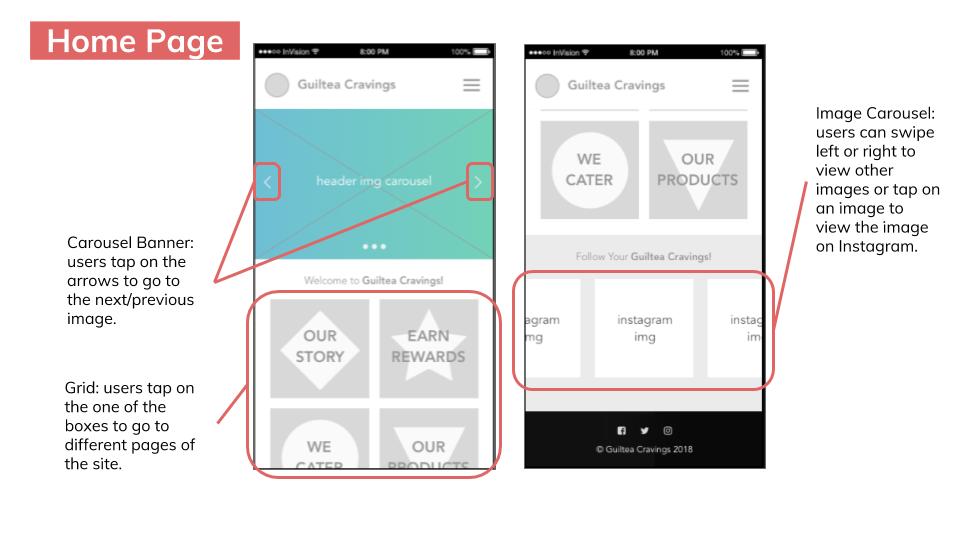 Home Page
InVision
8:00 PM
100%
Guiltea Cravings
header img carousel
Welcome to Guiltea Cravings!
OUR
STORY
EARN
REWARDS
WE
CATER
OUR
PRODUCTS
Carousel Banner:
users tap on the
arrows to go to
the next/previous
image.
Grid: users tap on
the one of the
boxes to go to
different pages of
the site.
InVision
8:00 PM
100%
Guiltea Cravings
WE
CATER
OUR
PRODUCTS
Follow Your Guiltea Cravings!
agram
mg
instagram
img
instag
im
© Guiltea Cravings 2018
Image Carousel:
users can swipe
left or right to
view other
images or tap on
an image to
view the image
on Instagram.